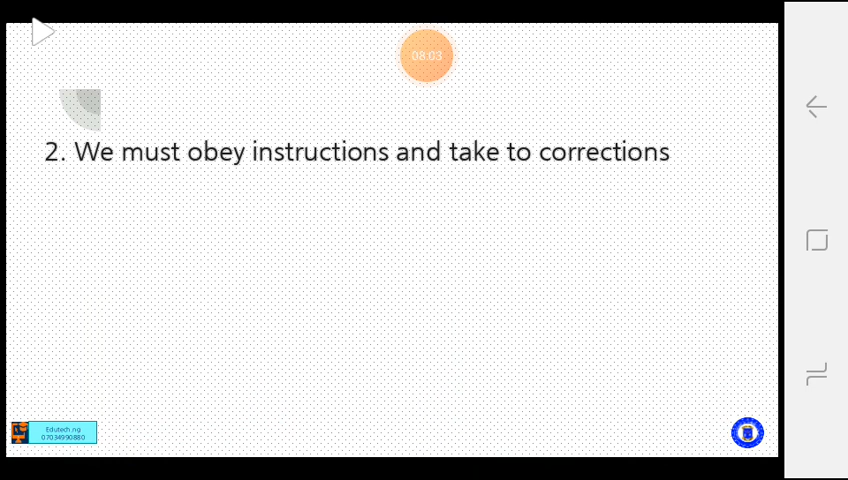 08:03
2. We must obey instructions and take to corrections
Edutech.ng
07034990880